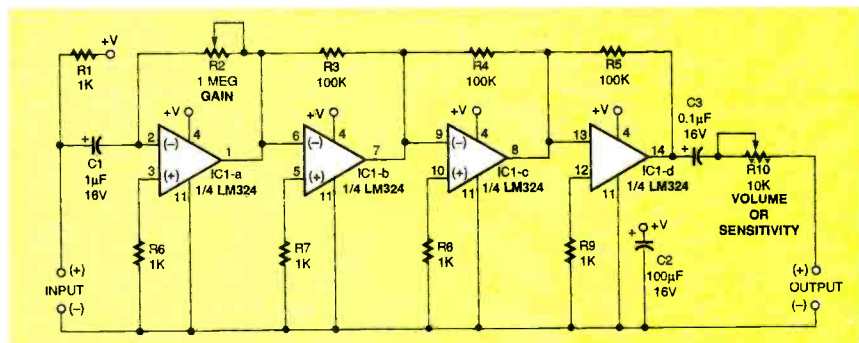 +V
R1
1K
R2
1 MEG
GAIN
R3
100K
R4
100K
R5
100K
C1
1µF
16V
+
+V
4
2
(–)
1
3
(+)
11
IC1-a
1/4 LM324
+V
4
6
(–)
7
5
(+)
11
IC1-b
1/4 LM324
+V
4
9
(–)
8
10
(+)
11
IC1-c
1/4 LM324
+V
4
13
(–)
14
12
(+)
11
IC1-d
1/4 LM324
C3
0.1µF
16V
+
R10
10K
VOLUME
OR
SENSITIVITY
R6
1K
R7
1K
R6
1K
R9
1K
+
+V
C2
100µF
16V
(+)
INPUT
(–)
(+)
OUTPUT
(–)